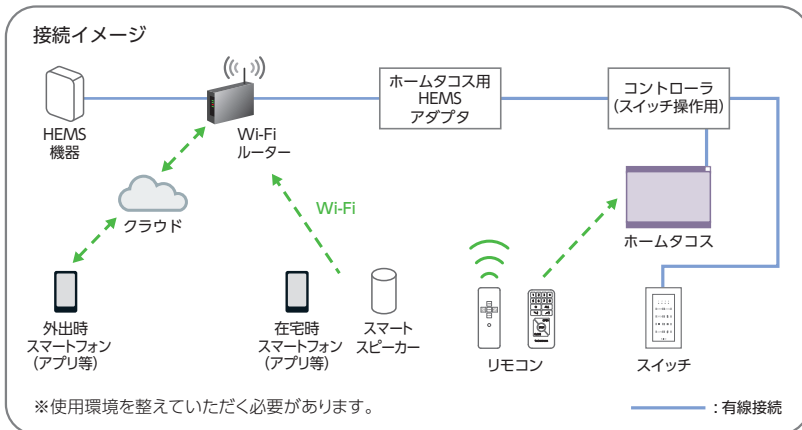 接続イメージ
HEMS
機器
Wi-Fi
ルーター
ホームタコス用
HEMS
アダプタ
コントローラ
(スイッチ操作用)
クラウド
Wi-Fi
ホームタコス
外出時
スマートフォン
(アプリ等)
在宅時
スマートフォン
(アプリ等)
スマート
スピーカー
リモコン
スイッチ
※使用環境を整えていただく必要があります。
：有線接続